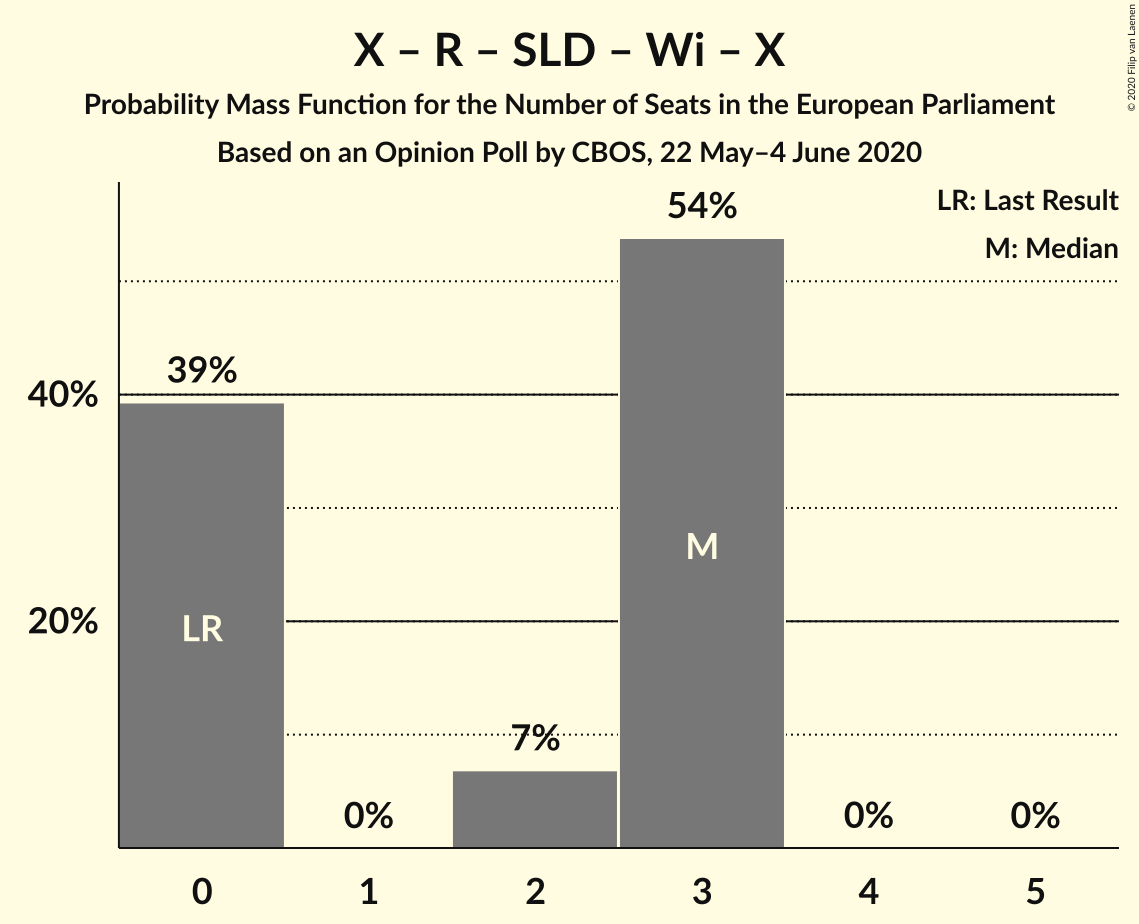 X – R – SLD – Wi – X
Probability Mass Function for the Number of Seats in the European Parliament
Based on an Opinion Poll by CBOS, 22 May–4 June 2020
© 2020 Filip van Laenen
LR: Last Result
M: Median
54%
39%
40%
M
20%
LR
7%
0%
0%
0%
0
1
2
3
4
5